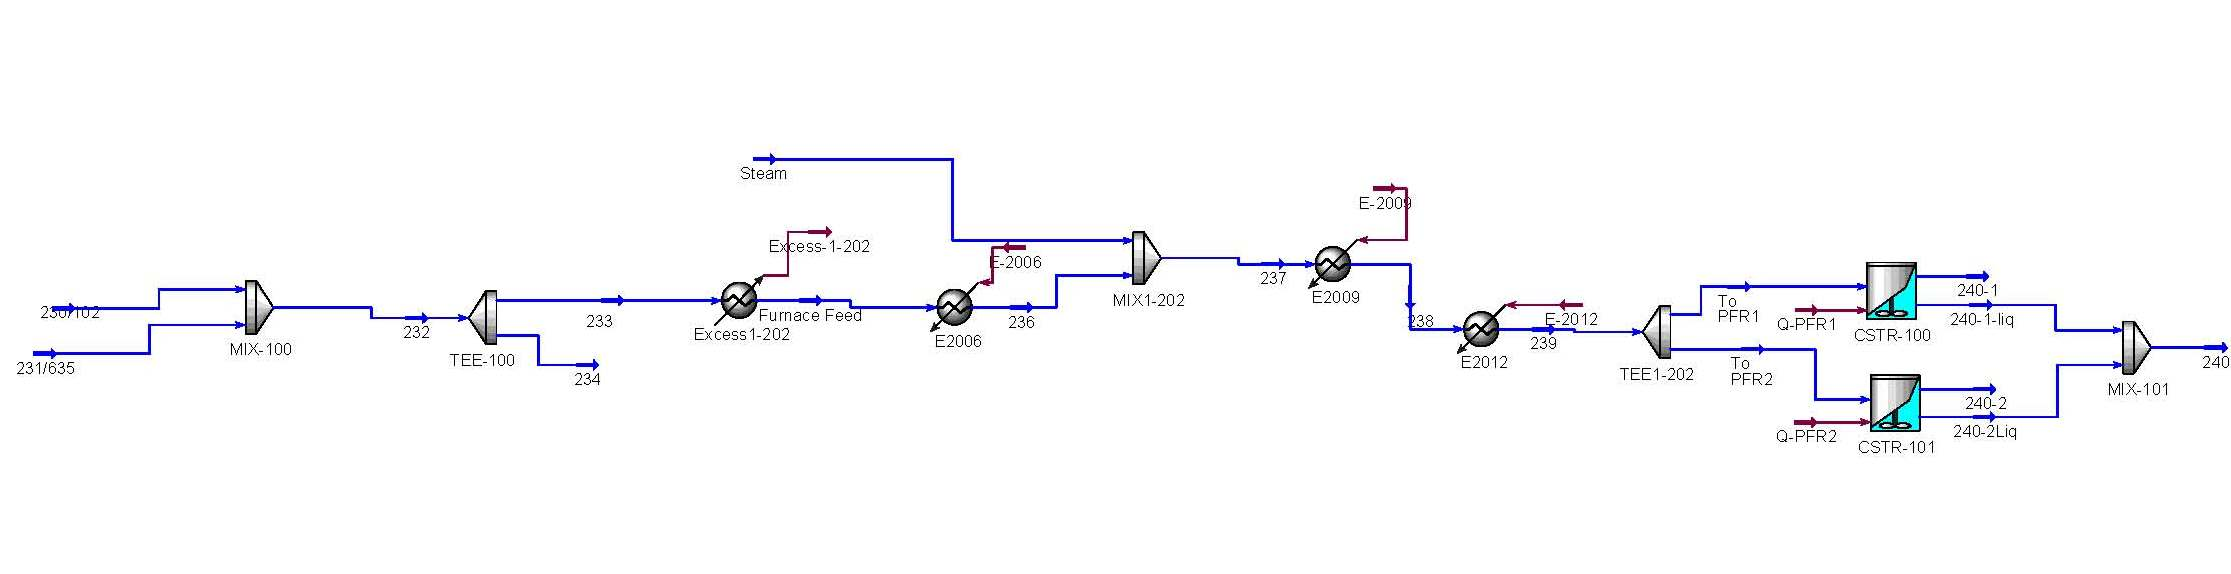 Steam
E-2009
Excess-1-202
E-2006
237
MIX1-202
E2009
230/102
232
233
Furnace Feed
236
Excess1-202
E2006
MIX-100
TEE-100
231/635
234
238
E-2012
239
E2012
To
PFR1
To
PFR2
TEE1-202
240-1
Q-PFR1
240-1-liq
CSTR-100
240-2
Q-PFR2
240-2Liq
CSTR-101
240
MIX-101